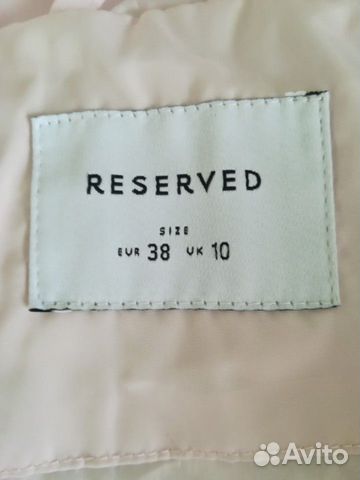 RESERVED
SIZE
EUR 38 UK 10
Avito